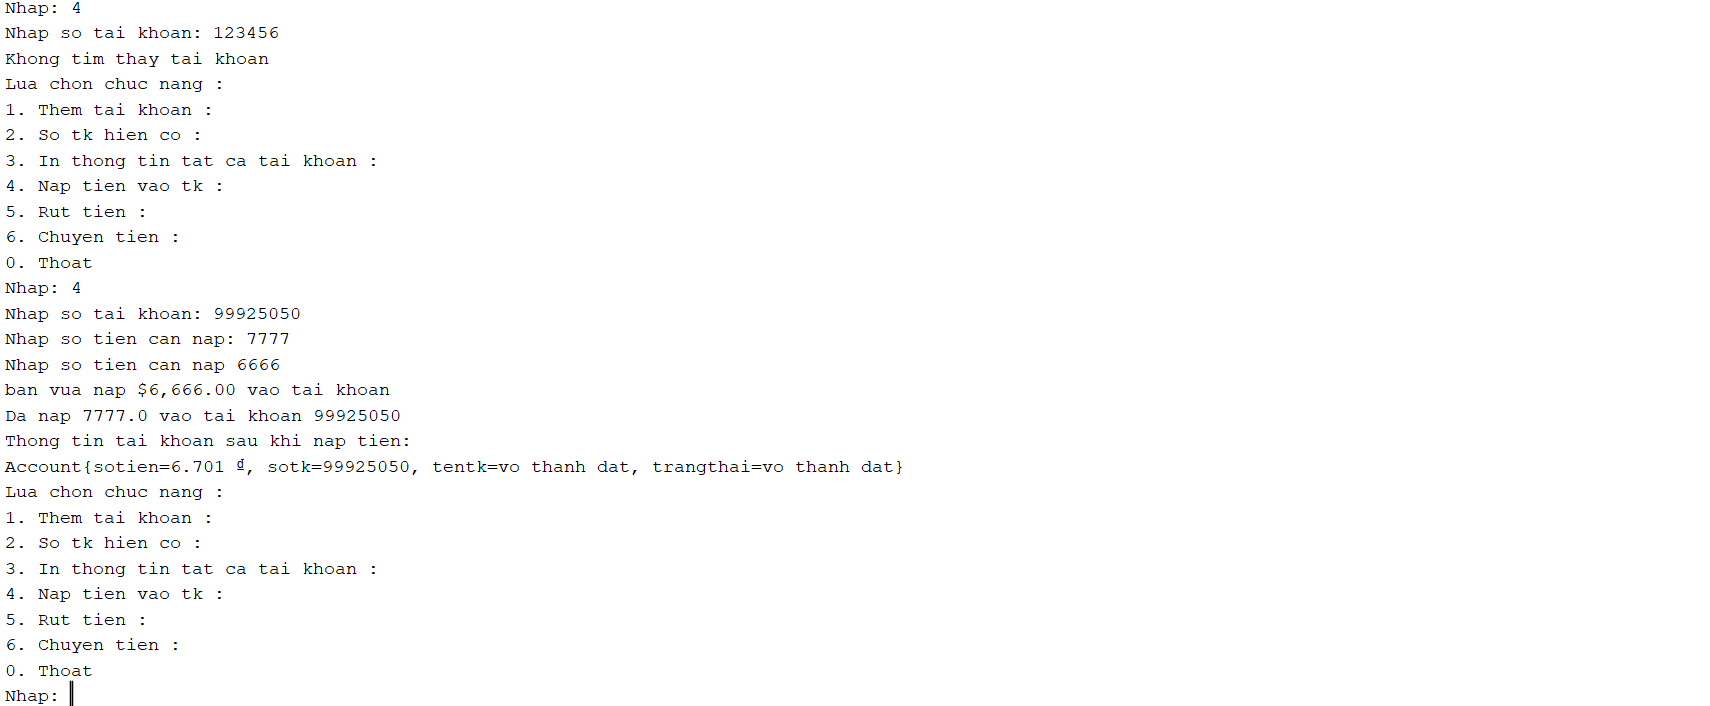 Nhap: 4
Nhap so tai khoan: 123456
Khong tim thay tai khoan
Lua chon chuc nang :
1. Them tai khoan :
2. So tk hien co :
3. In thong tin tat ca tai khoan :
4. Nap tien vao tk :
5. Rut tien :
6. Chuyen tien :
0. Thoat
Nhap: 4
Nhap so tai khoan: 99925050
Nhap so tien can nap: 7777
Nhap so tien can nap 6666
ban vua nap $6,666.00 vao tai khoan
Da nap 7777.0 vao tai khoan 99925050
Thong tin tai khoan sau khi nap tien:
Account{sotien=6.701 ₫, sotk=99925050, tentk=vo thanh dat, trangthai=vo thanh dat}
Lua chon chuc nang :
1. Them tai khoan :
2. So tk hien co :
3. In thong tin tat ca tai khoan :
4. Nap tien vao tk :
5. Rut tien :
6. Chuyen tien :
0. Thoat
Nhap: